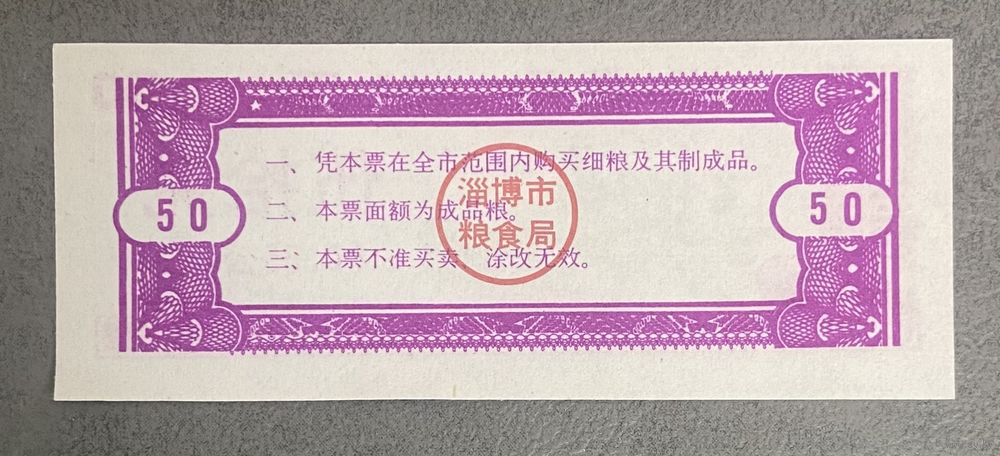 一、凭本票在全市范围内购买细粮及其制成品。
二、本票面额为成品粮。
三、本票不准买卖、涂改无效。
淄博市
粮食局
50
50